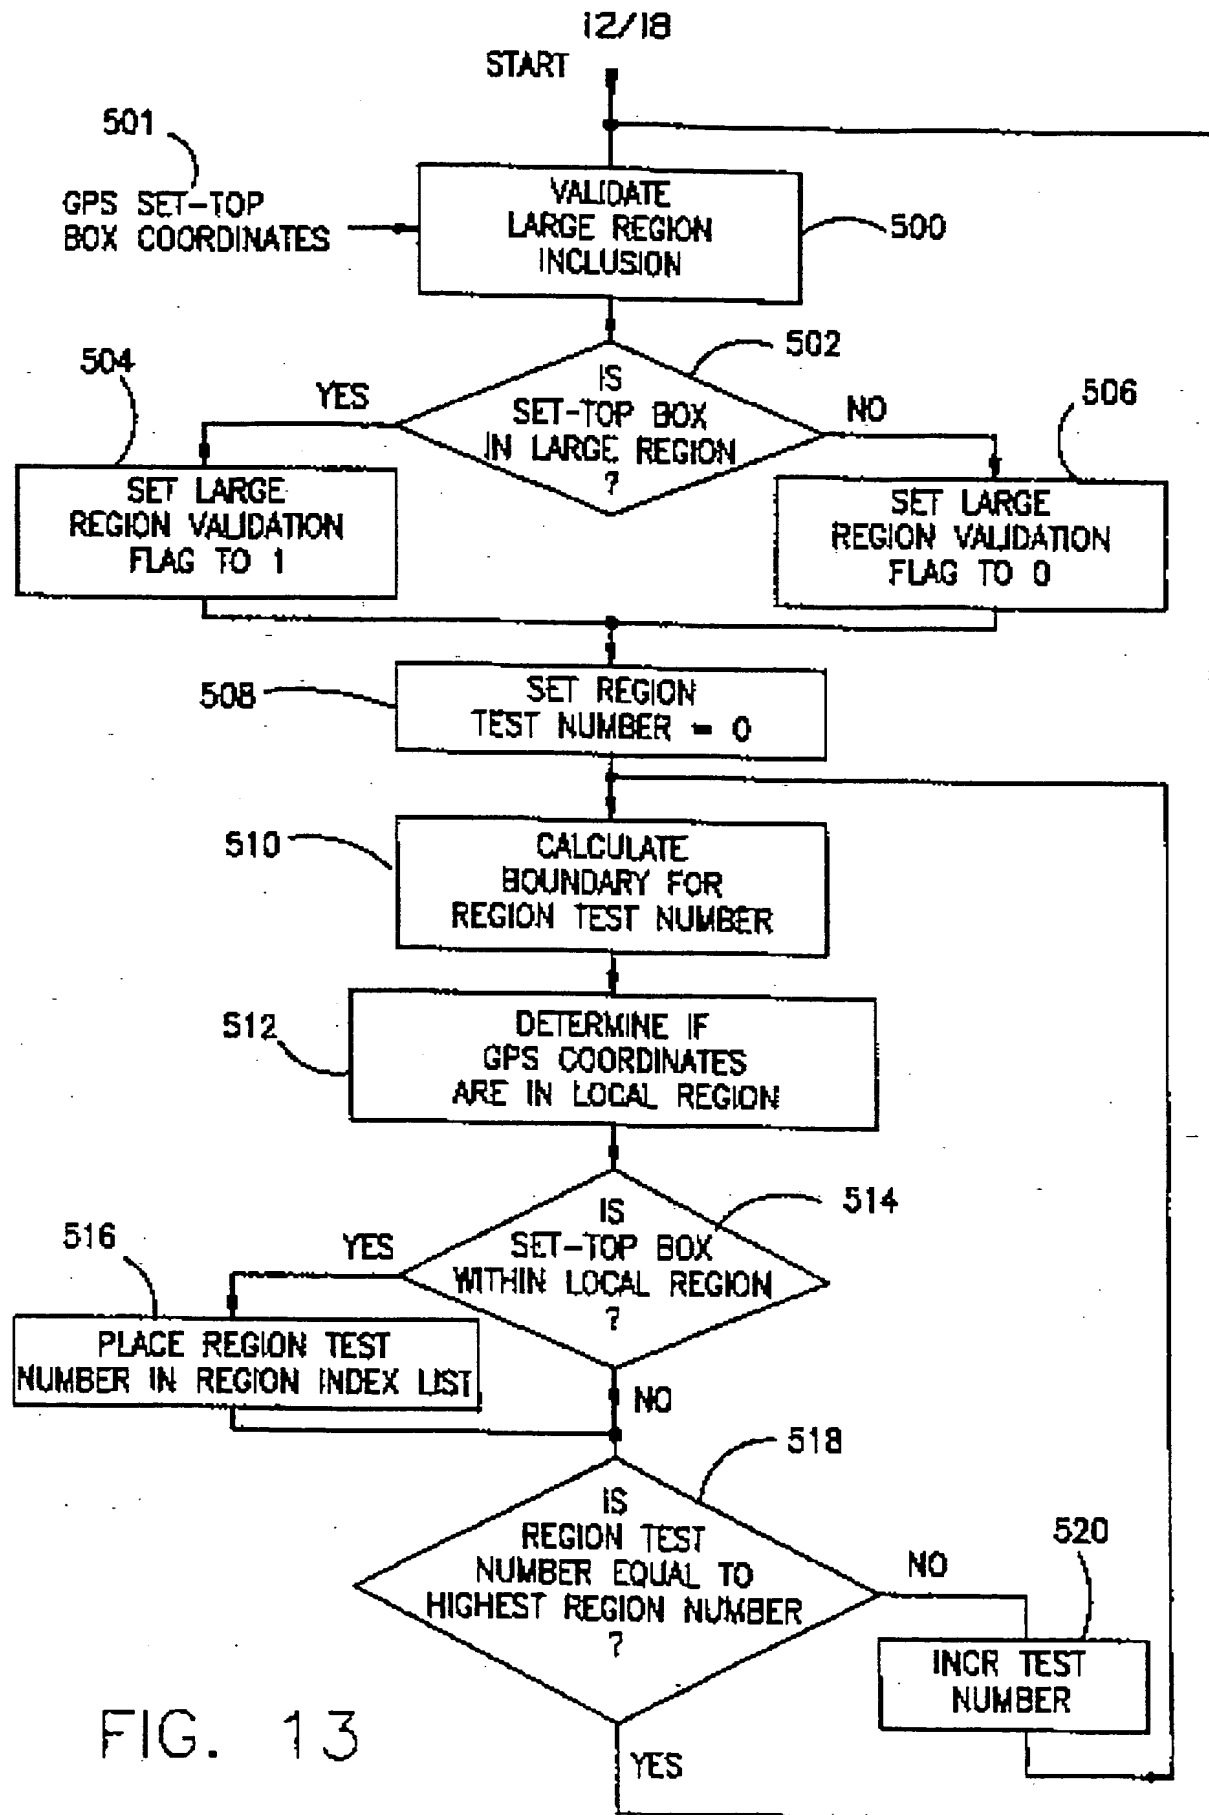 12/18
START
501
GPS SET-TOP
BOX COORDINATES
VALIDATE
LARGE REGION
INCLUSION
500
502
504
YES
IS
SET-TOP BOX
IN LARGE REGION
?
NO
506
SET LARGE
REGION VALIDATION
FLAG TO 1
SET LARGE
REGION VALIDATION
FLAG TO 0
508
SET REGION
TEST NUMBER = 0
510
CALCULATE
BOUNDARY FOR
REGION TEST NUMBER
512
DETERMINE IF
GPS COORDINATES
ARE IN LOCAL REGION
514
516
YES
IS
SET-TOP BOX
WITHIN LOCAL REGION
?
PLACE REGION TEST
NUMBER IN REGION INDEX LIST
NO
518
IS
REGION TEST
NUMBER EQUAL TO
HIGHEST REGION NUMBER
?
NO
520
INCR TEST
NUMBER
YES
FIG. 13